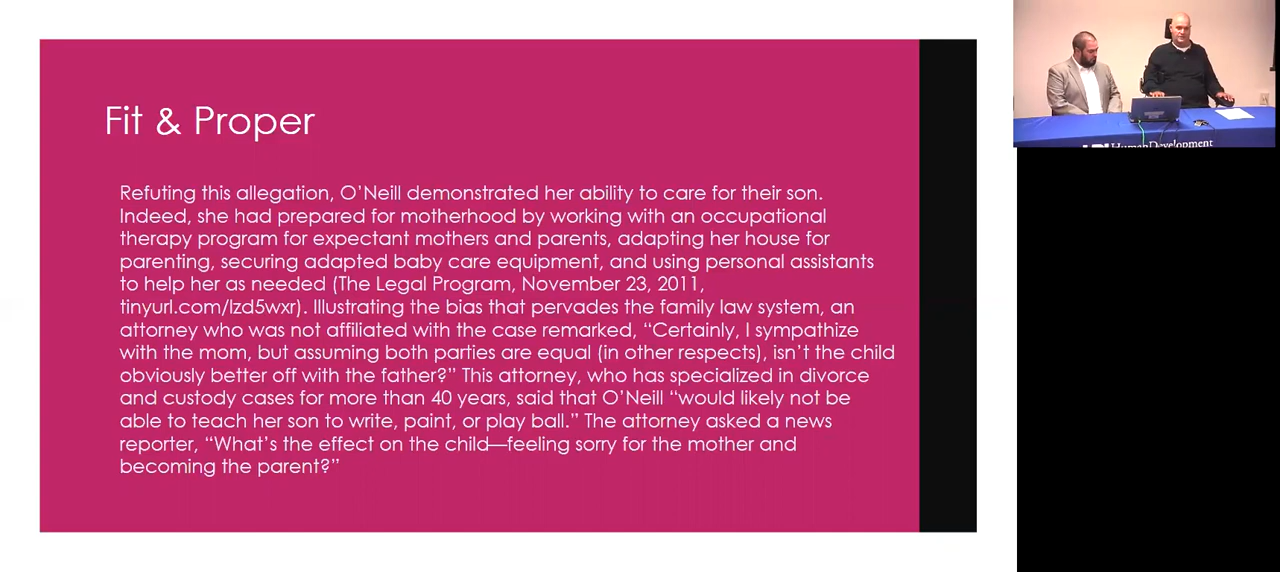 Fit & Proper
Refuting this allegation, O’Neill demonstrated her ability to care for their son.
Indeed, she had prepared for motherhood by working with an occupational
therapy program for expectant mothers and parents, adapting her house for
parenting, securing adapted baby care equipment, and using personal assistants
to help her as needed (The Legal Program, November 23, 2011,
tinyurl.com/lzd5wxr). Illustrating the bias that pervades the family law system, an
attorney who was not affiliated with the case remarked, “Certainly, I sympathize
with the mom, but assuming both parties are equal (in other respects), isn’t the child
obviously better off with the father?” This attorney, who has specialized in divorce
and custody cases for more than 40 years, said that O’Neill “would likely not be
able to teach her son to write, paint, or play ball.” The attorney asked a news
reporter, “What’s the effect on the child—feeling sorry for the mother and
becoming the parent?”
HumanDevelopment